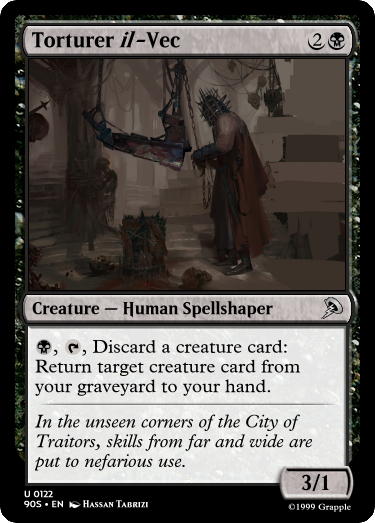 Torturer il-Vec 2
Creature — Human Spellshaper
, , Discard a creature card:
Return target creature card from
your graveyard to your hand.
In the unseen corners of the City of
Traitors, skills from far and wide are
put to nefarious use.
3/1
U 0122
90S • EN Hassan Tabrizi
©1999 Grapple